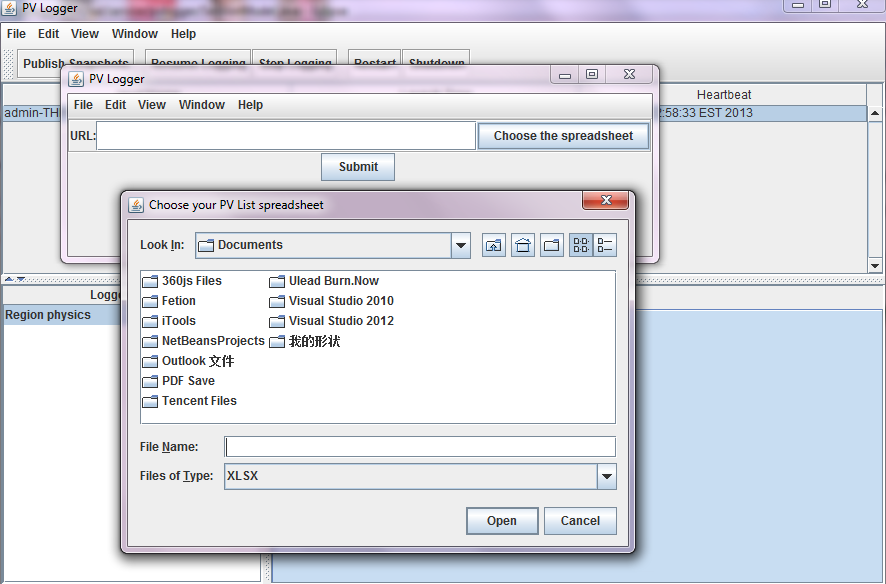 PV Logger
File Edit View Window Help
Publish Snapshots Resume Logging Stop Logging Restart Shutdown
PV Logger
Heartbeat
File Edit View Window Help
admin-TH
:58:33 EST 2013
URL: Choose the spreadsheet
Submit
Choose your PV List spreadsheet
Look In: Documents
360js Files Ulead Burn.Now
Fetion Visual Studio 2010
iTools Visual Studio 2012
NetBeansProjects 我的形状
Outlook 文件
PDF Save
Tencent Files
Logge
Region physics
File Name:
Files of Type: XLSX
Open Cancel